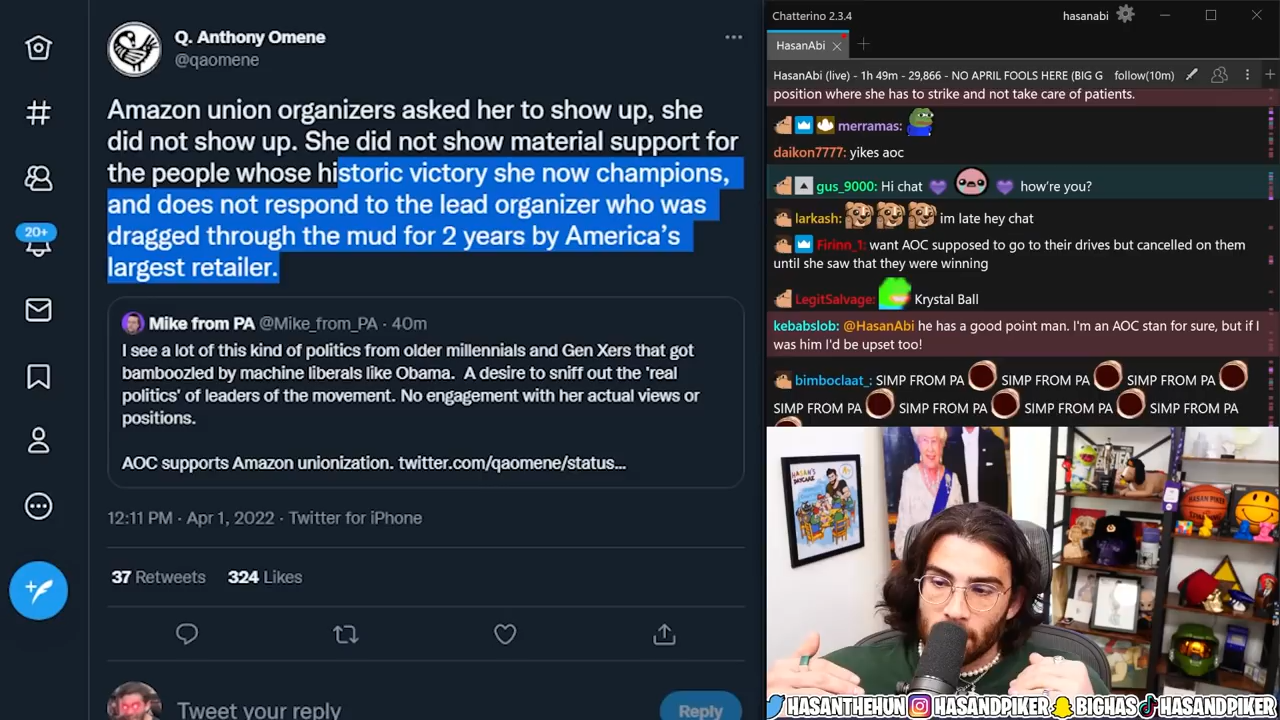 Q. Anthony Omene
@qaomene
Amazon union organizers asked her to show up, she
did not show up. She did not show material support for
the people whose historic victory she now champions,
and does not respond to the lead organizer who was
dragged through the mud for 2 years by America's
largest retailer.
Mike from PA @Mike_from_PA · 40m
I see a lot of this kind of politics from older millennials and Gen Xers that got
bamboozled by machine liberals like Obama. A desire to sniff out the 'real
politics' of leaders of the movement. No engagement with her actual views or
positions.
AOC supports Amazon unionization. twitter.com/qaomene/status...
12:11 PM · Apr 1, 2022 · Twitter for iPhone
37 Retweets 324 Likes
Tweet your reply
Reply
20+
Chatterino 2.3.4
hasanabi
HasanAbi
HasanAbi (live) - 1h 49m - 29,866 - NO APRIL FOOLS HERE (BIG G
follow(10m)
position where she has to strike and not take care of patients.
merramas:
daikon7777: yikes aoc
gus_9000: Hi chat how're you?
larkash: im late hey chat
Firinn_1: want AOC supposed to go to their drives but cancelled on them
until she saw that they were winning
LegitSalvage: Krystal Ball
kebabslob: @HasanAbi he has a good point man. I'm an AOC stan for sure, but if I
was him I'd be upset too!
bimboclaat_: SIMP FROM PA SIMP FROM PA SIMP FROM PA
SIMP FROM PA SIMP FROM PA SIMP FROM PA SIMP FROM PA
HASAN'S
DAYCARE
HASAN PIKER
HASANTHEHUN HASANDPIKER BIGHAS HASANDPIKER